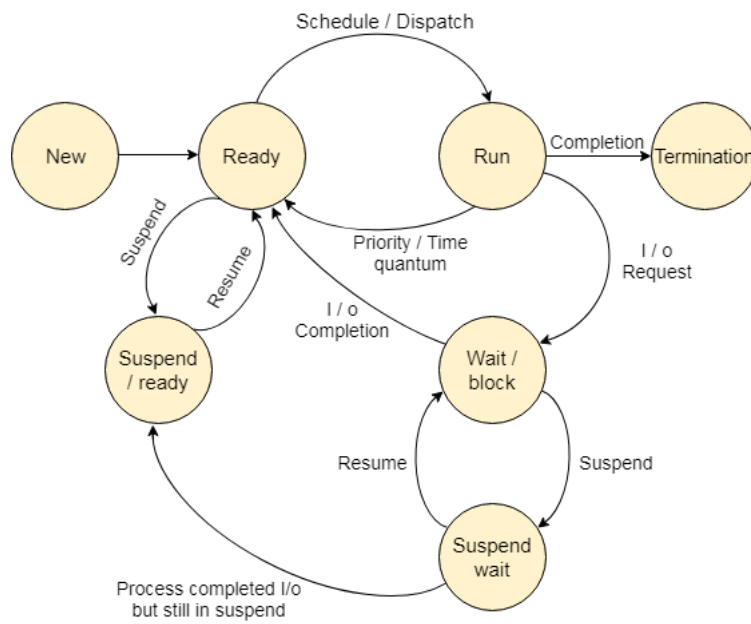 Schedule / Dispatch
New
Ready
Run
Completion
Termination
Suspend
Resume
Priority / Time
quantum
I / o
Request
I / o
Completion
Suspend
/ ready
Wait /
block
Resume
Suspend
Suspend
wait
Process completed I/o
but still in suspend